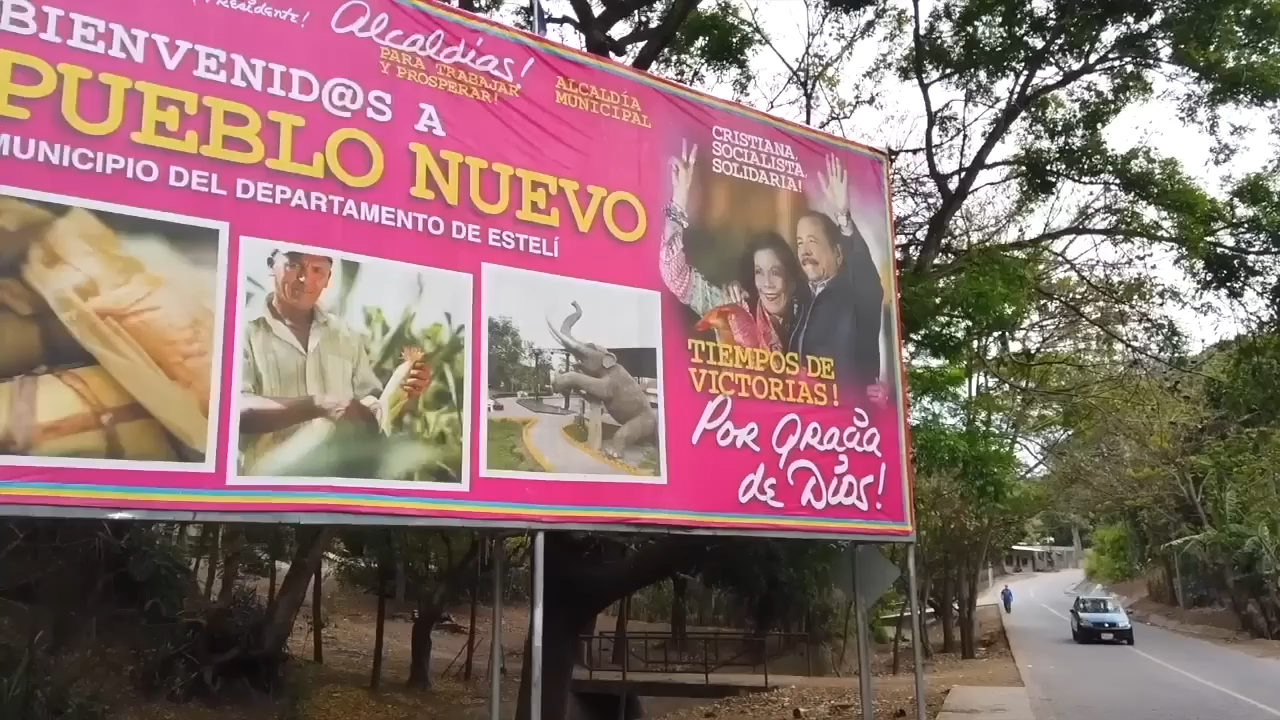 Presidente!
Alcaldías!
PARA TRABAJAR
Y PROSPERAR!
ALCALDÍA
MUNICIPAL
BIENVENID@S A
PUEBLO NUEVO
MUNICIPIO DEL DEPARTAMENTO DE ESTELÍ
CRISTIANA,
SOCIALISTA,
SOLIDARIA!
TIEMPOS DE
VICTORIAS!
Por Gracia
de Dios!